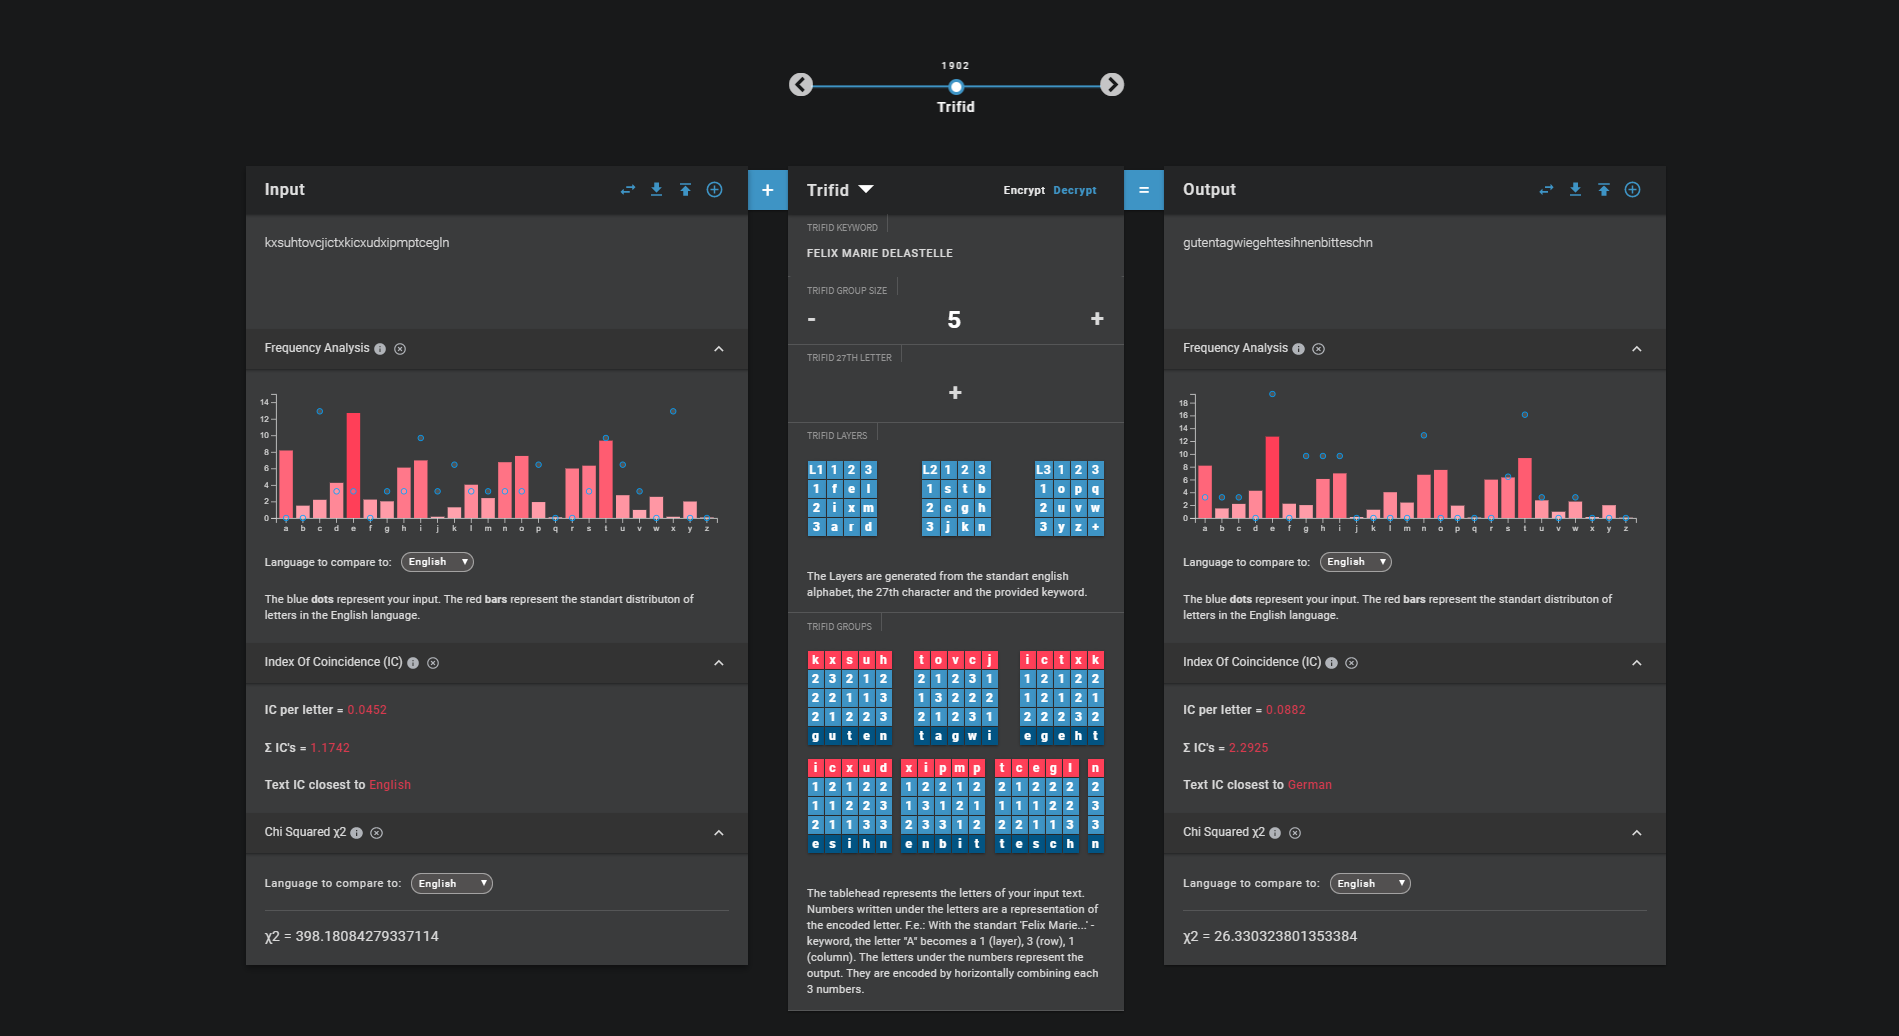 1902
Trifid
Input
kxsuhtovcjictxkicxudxipmptcegln
Frequency Analysis
14
12
10
8
6
4
2
0
a b c d e f g h i j k l m n o p q r s t u v w x y z
Language to compare to: English
The blue dots represent your input. The red bars represent the standart distributon of
letters in the English language.
Index Of Coincidence (IC)
IC per letter = 0.0452
Σ IC's = 1.1742
Text IC closest to English
Chi Squared χ2
Language to compare to: English
χ2 = 398.18084279337114
+
Trifid Encrypt Decrypt
TRIFID KEYWORD
FELIX MARIE DELASTELLE
TRIFID GROUP SIZE
- 5 +
TRIFID 27TH LETTER
+
TRIFID LAYERS
L1 1 2 3 L2 1 2 3 L3 1 2 3
1 f e l 1 s t b 1 o p q
2 i x m 2 c g h 2 u v w
3 a r d 3 j k n 3 y z +
The Layers are generated from the standart english
alphabet, the 27th character and the provided keyword.
TRIFID GROUPS
k x s u h t o v c j i c t x k
2 3 2 1 2 2 1 2 3 1 1 2 1 2 2
2 2 1 1 3 1 3 2 2 2 1 2 1 2 1
2 1 2 2 3 2 1 2 3 1 2 2 2 3 2
g u t e n t a g w i e g e h t
i c x u d x i p m p t c e g l n
1 2 1 2 2 1 2 2 1 2 2 1 2 2 2 2
1 1 2 2 3 1 3 1 2 1 1 1 1 2 2 3
2 1 1 3 3 2 3 3 1 2 2 2 1 1 3 3
e s i h n e n b i t t e s c h n
The tablehead represents the letters of your input text.
Numbers written under the letters are a representation of
the encoded letter. F.e.: With the standart 'Felix Marie...' -
keyword, the letter "A" becomes a 1 (layer), 3 (row), 1
(column). The letters under the numbers represent the
output. They are encoded by horizontally combining each
3 numbers.
=
Output
gutentagwiegehtesihnenbitteschn
Frequency Analysis
18
16
14
12
10
8
6
4
2
0
a b c d e f g h i j k l m n o p q r s t u v w x y z
Language to compare to: English
The blue dots represent your input. The red bars represent the standart distributon of
letters in the English language.
Index Of Coincidence (IC)
IC per letter = 0.0882
Σ IC's = 2.2925
Text IC closest to German
Chi Squared χ2
Language to compare to: English
χ2 = 26.330323801353384